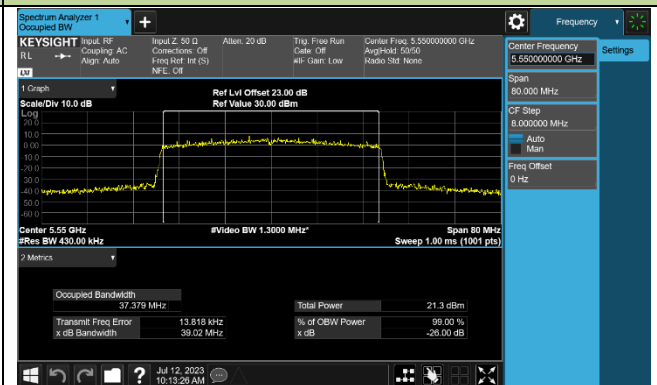 Spectrum Analyzer 1
Occupied BW
+
Frequency
KEYSIGHT
RL
LXI
Input: RF
Coupling: AC
Align: Auto
Input Z: 50 Ω
Corrections: Off
Freq Ref: Int (S)
NFE: Off
Atten: 20 dB
Trig: Free Run
Gate: Off
#IF Gain: Low
Center Freq: 5.550000000 GHz
Avg|Hold: 50/50
Radio Std: None
Center Frequency
5.550000000 GHz
Settings
Span
80.000 MHz
CF Step
8.000000 MHz
Auto
Man
Freq Offset
0 Hz
1 Graph
Scale/Div 10.0 dB
Ref Lvl Offset 23.00 dB
Ref Value 30.00 dBm
Log
20.0
10.0
0.00
-10.0
-20.0
-30.0
-40.0
-50.0
-60.0
Center 5.55 GHz
#Res BW 430.00 kHz
#Video BW 1.3000 MHz*
Span 80 MHz
Sweep 1.00 ms (1001 pts)
2 Metrics
Occupied Bandwidth
37.379 MHz
Total Power 21.3 dBm
Transmit Freq Error 13.818 kHz
% of OBW Power 99.00 %
x dB Bandwidth 39.02 MHz
x dB -26.00 dB
?
Jul 12, 2023
10:13:26 AM